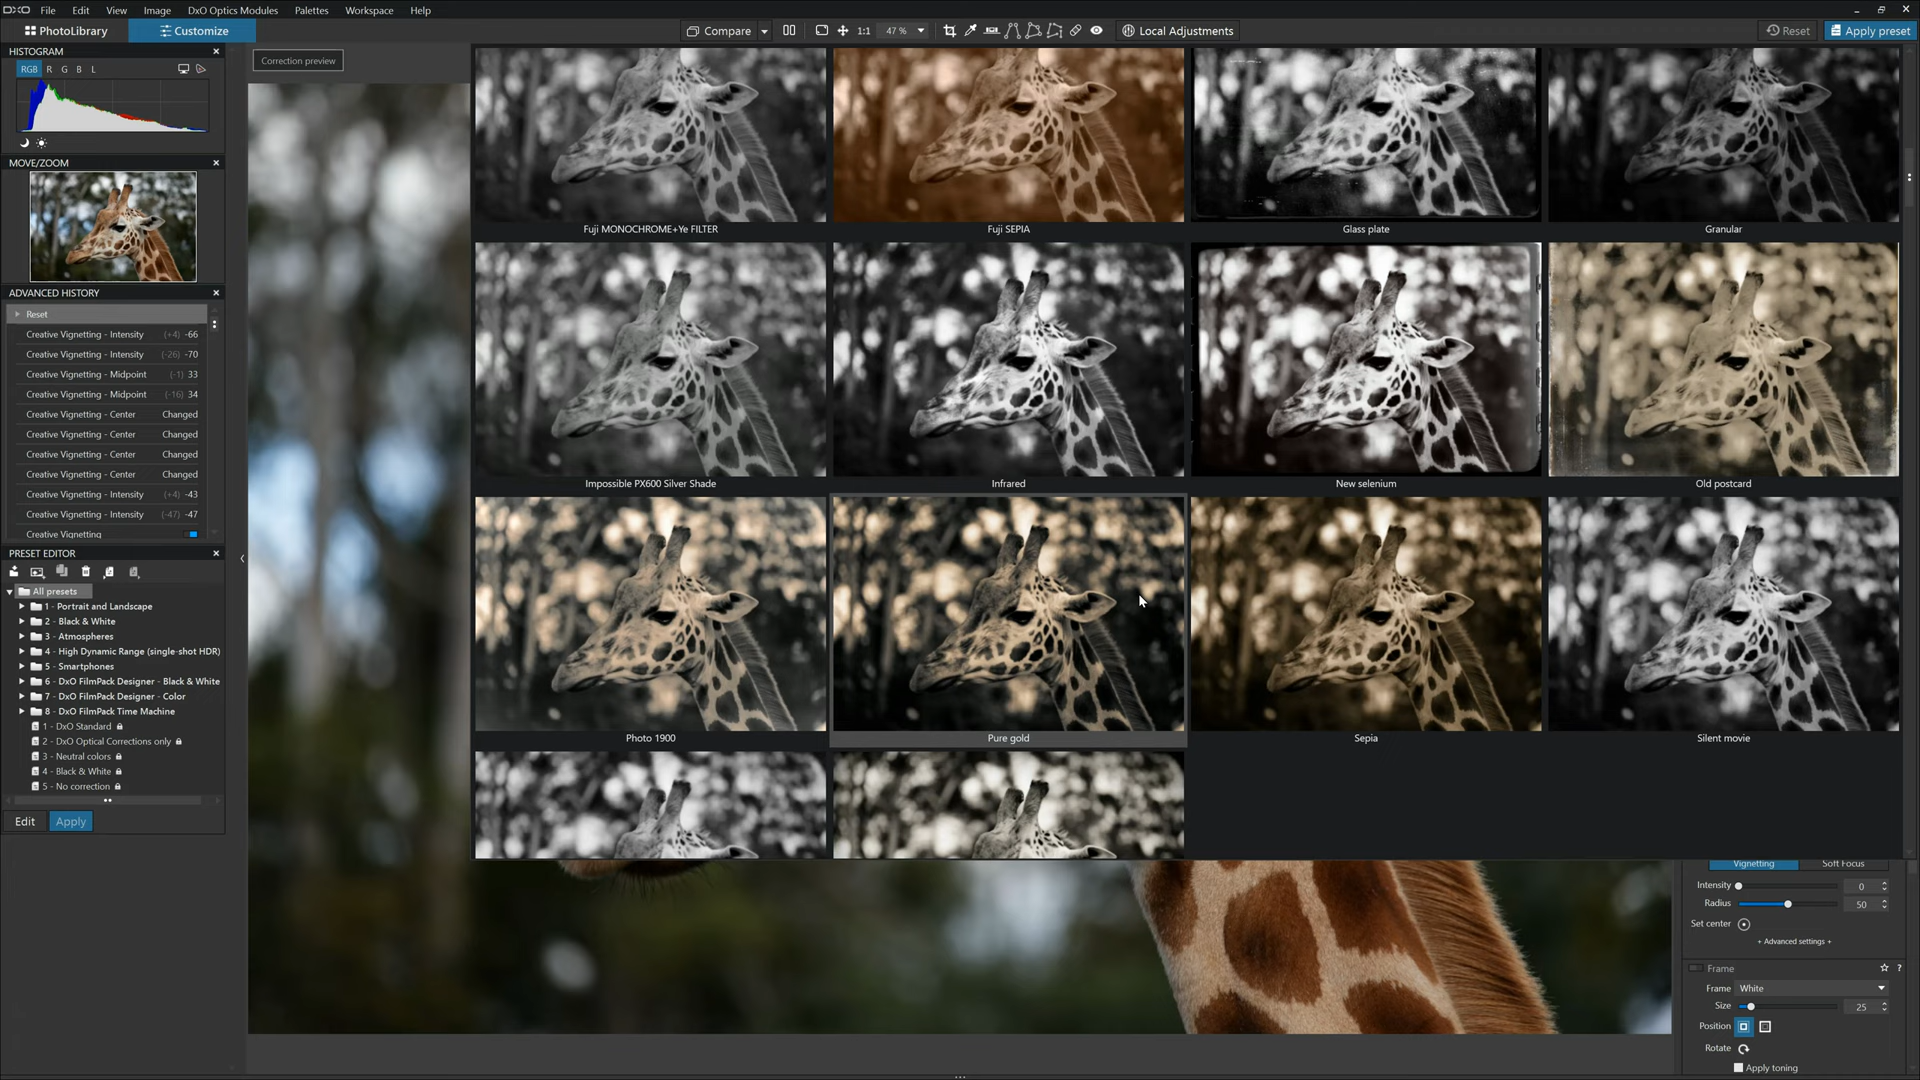 DXO File Edit View Image DxO Optics Modules Palettes Workspace Help
PhotoLibrary Customize Compare 1:1 47 % Local Adjustments Reset Apply preset
HISTOGRAM
RGB R G B L
MOVE/ZOOM
ADVANCED HISTORY
Reset
Creative Vignetting - Intensity (+4) -66
Creative Vignetting - Intensity (-26) -70
Creative Vignetting - Midpoint (-1) 33
Creative Vignetting - Midpoint (-16) 34
Creative Vignetting - Center Changed
Creative Vignetting - Center Changed
Creative Vignetting - Center Changed
Creative Vignetting - Center Changed
Creative Vignetting - Intensity (+4) -43
Creative Vignetting - Intensity (-47) -47
Creative Vignetting
PRESET EDITOR
All presets
1 - Portrait and Landscape
2 - Black & White
3 - Atmospheres
4 - High Dynamic Range (single-shot HDR)
5 - Smartphones
6 - DxO FilmPack Designer - Black & White
7 - DxO FilmPack Designer - Color
8 - DxO FilmPack Time Machine
1 - DxO Standard
2 - DxO Optical Corrections only
3 - Neutral colors
4 - Black & White
5 - No correction
Edit Apply
Correction preview
Fuji MONOCHROME+Ye FILTER Fuji SEPIA Glass plate Granular
Impossible PX600 Silver Shade Infrared New selenium Old postcard
Photo 1900 Pure gold Sepia Silent movie
Vignetting Soft Focus
Intensity 0
Radius 50
Set center
+ Advanced settings +
Frame ?
Frame White
Size 25
Position
Rotate
Apply toning